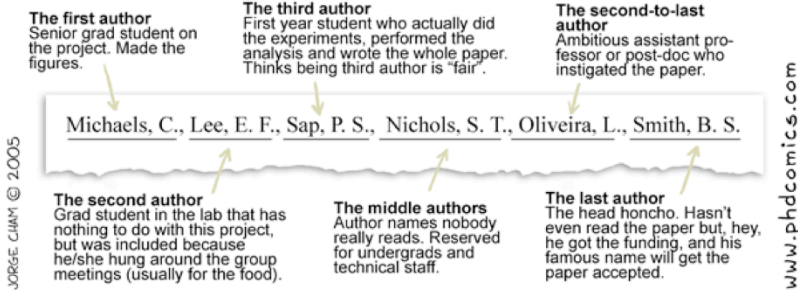 The first author
Senior grad student on
the project. Made the
figures.
The third author
First year student who actually did
the experiments, performed the
analysis and wrote the whole paper.
Thinks being third author is “fair”.
The second-to-last
author
Ambitious assistant pro-
fessor or post-doc who
instigated the paper.
Michaels, C., Lee, E. F., Sap, P. S., Nichols, S. T., Oliveira, L., Smith, B. S.
The second author
Grad student in the lab that has
nothing to do with this project,
but was included because
he/she hung around the group
meetings (usually for the food).
The middle authors
Author names nobody
really reads. Reserved
for undergrads and
technical staff.
The last author
The head honcho. Hasn’t
even read the paper but, hey,
he got the funding, and his
famous name will get the
paper accepted.
JORGE CHAM © 2005
www.phdcomics.com